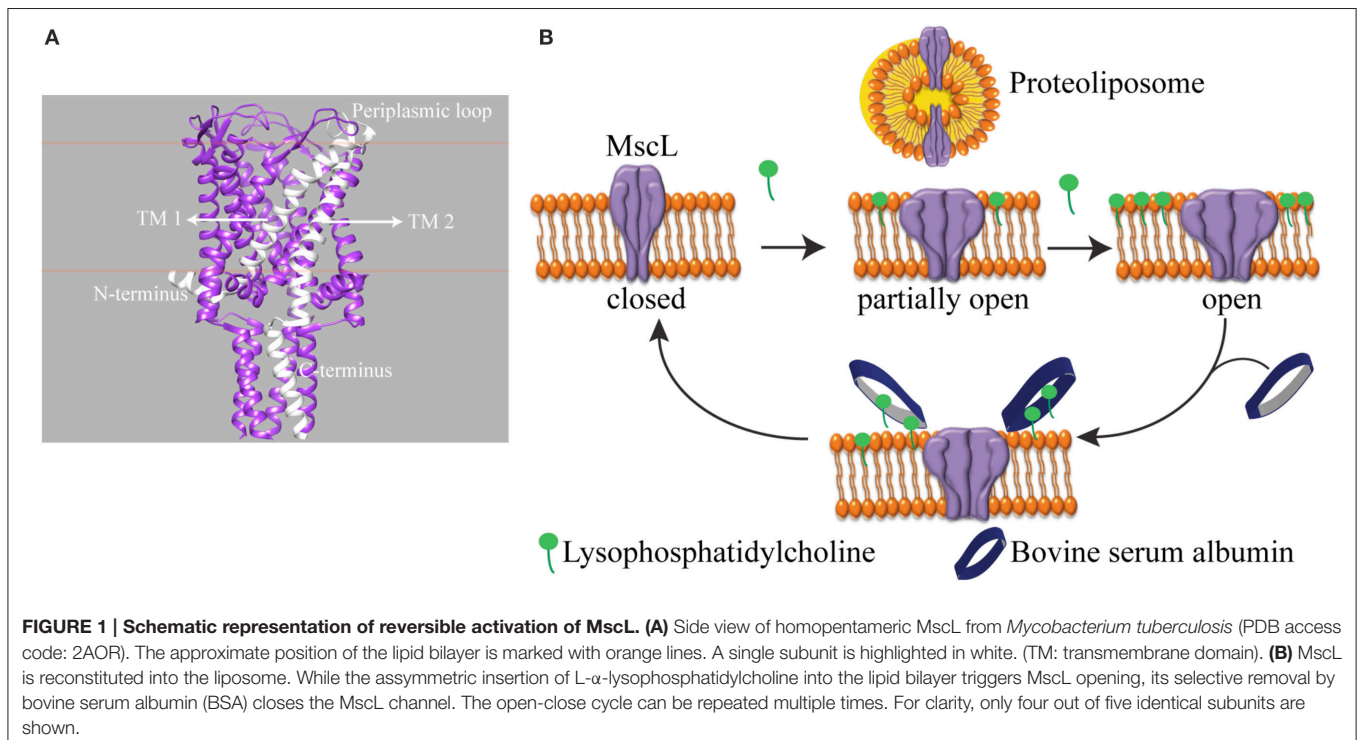 A
B
Periplasmic loop
TM 1
TM 2
N-terminus
C-terminus
Proteoliposome
MscL
closed
partially open
open
Lysophosphatidylcholine
Bovine serum albumin
FIGURE 1 | Schematic representation of reversible activation of MscL. (A) Side view of homopentameric MscL from Mycobacterium tuberculosis (PDB access
code: 2AOR). The approximate position of the lipid bilayer is marked with orange lines. A single subunit is highlighted in white. (TM: transmembrane domain). (B) MscL
is reconstituted into the liposome. While the assymmetric insertion of L-α-lysophosphatidylcholine into the lipid bilayer triggers MscL opening, its selective removal by
bovine serum albumin (BSA) closes the MscL channel. The open-close cycle can be repeated multiple times. For clarity, only four out of five identical subunits are
shown.